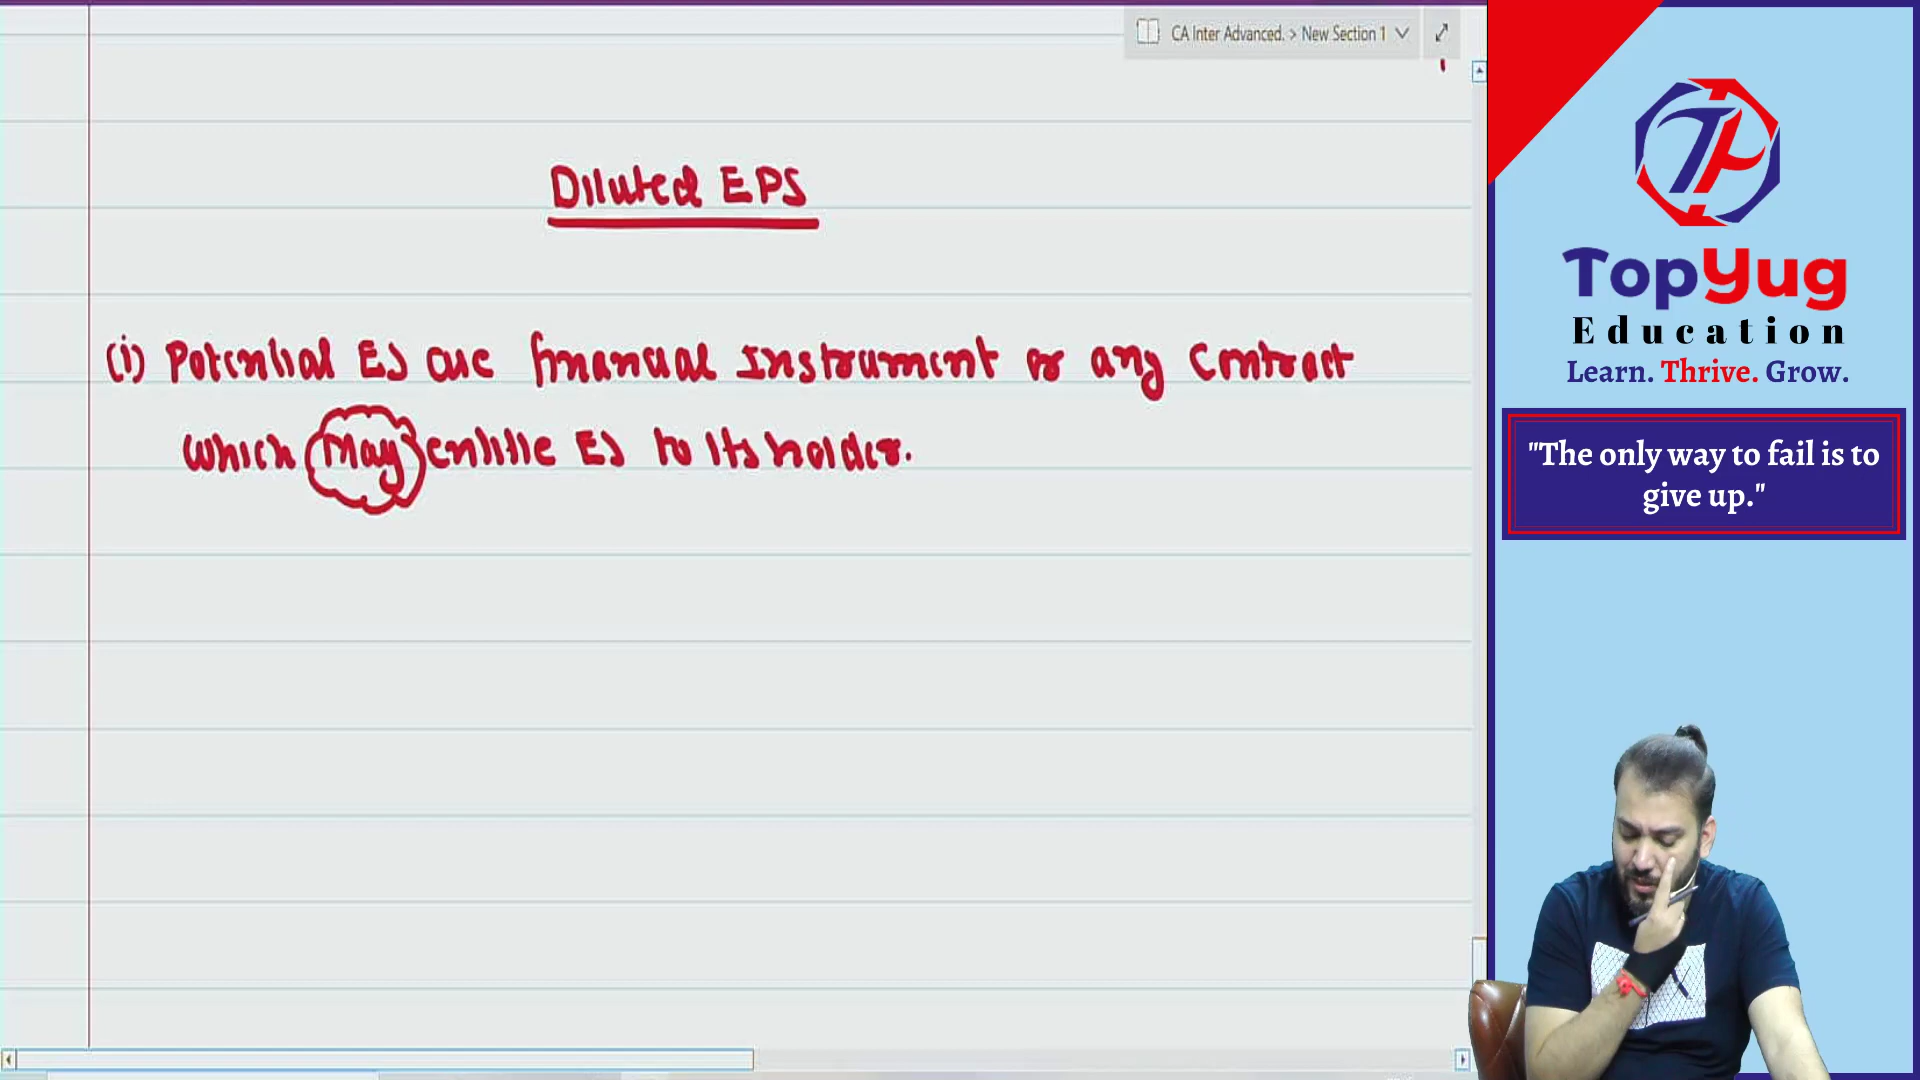 CA Inter Advanced. > New Section 1
Diluted EPS
(i) Potential ES are financial Instrument or any Contract
which May entitle ES to its holder.
TopYug
Education
Learn. Thrive. Grow.
"The only way to fail is to
give up."